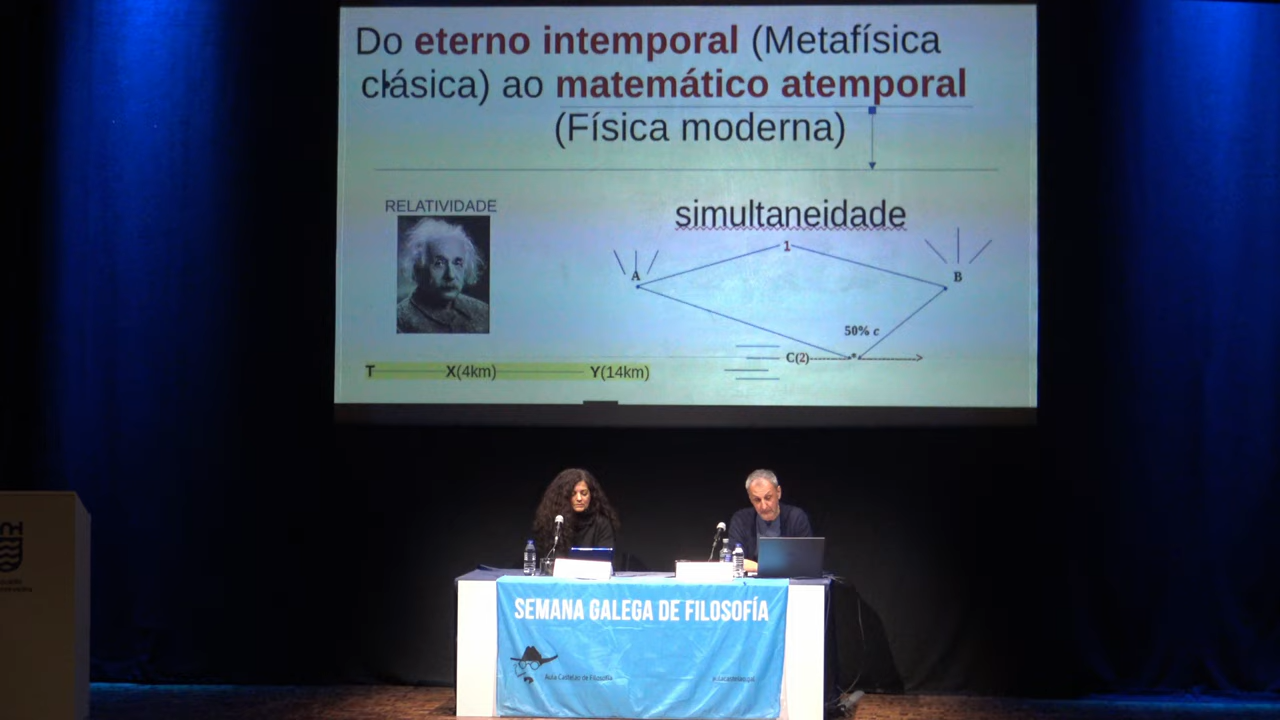 Do eterno intemporal (Metafísica
clásica) ao matemático atemporal
(Física moderna)
RELATIVIDADE
simultaneidade
1
A
B
50% c
C(2)
T X(4km) Y(14km)
SEMANA GALEGA DE FILOSOFÍA
Aula Castelao de Filosofía